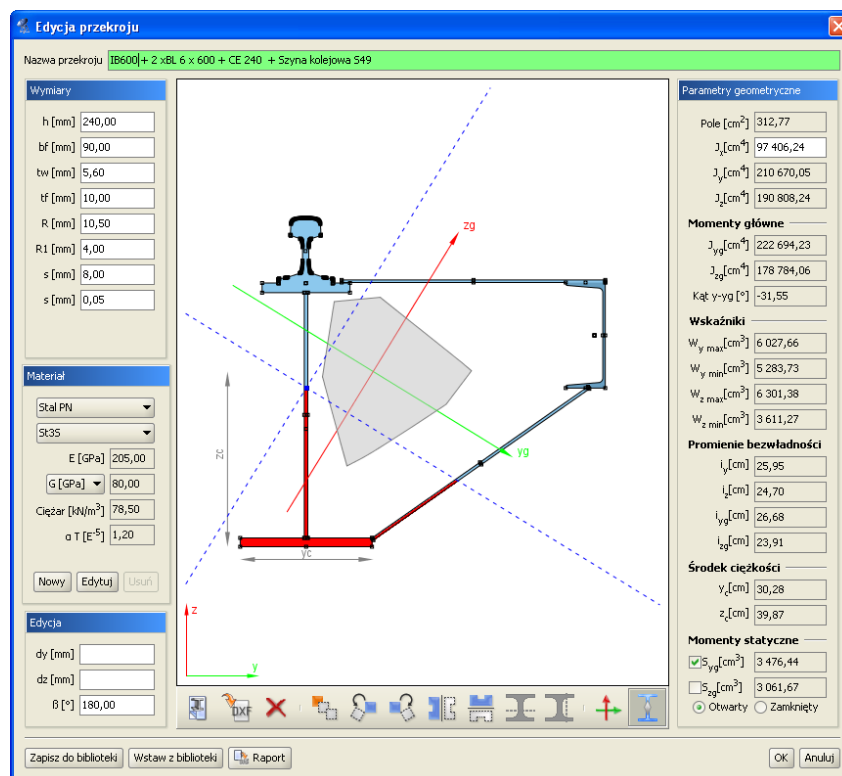 Edycja przekroju
Nazwa przekroju IB600 + 2 xBL 6 x 600 + CE 240 + Szyna kolejowa S49
Wymiary
h [mm] 240,00
bf [mm] 90,00
tw [mm] 5,60
tf [mm] 10,00
R [mm] 10,50
R1 [mm] 4,00
s [mm] 8,00
s [mm] 0,05
Materiał
Stal PN
St3S
E [GPa] 205,00
G [GPa] 80,00
Ciężar [kN/m³] 78,50
α T [E⁻⁵] 1,20
Nowy Edytuj Usuń
Edycja
dy [mm]
dz [mm]
β [°] 180,00
zg
yg
zc
yc
z
y
DXF
Parametry geometryczne
Pole [cm²] 312,77
Jx[cm⁴] 97 406,24
Jy[cm⁴] 210 670,05
Jz[cm⁴] 190 808,24
Momenty główne
Jyg[cm⁴] 222 694,23
Jzg[cm⁴] 178 784,06
Kąt y-yg [°] -31,55
Wskaźniki
Wy max[cm³] 6 027,66
Wy min[cm³] 5 283,73
Wz max[cm³] 6 301,38
Wz min[cm³] 3 611,27
Promienie bezwładności
iy[cm] 25,95
iz[cm] 24,70
iyg[cm] 26,68
izg[cm] 23,91
Środek ciężkości
yc[cm] 30,28
zc[cm] 39,87
Momenty statyczne
Syg[cm³] 3 476,44
Szg[cm³] 3 061,67
Otwarty Zamknięty
Zapisz do biblioteki Wstaw z biblioteki Raport OK Anuluj